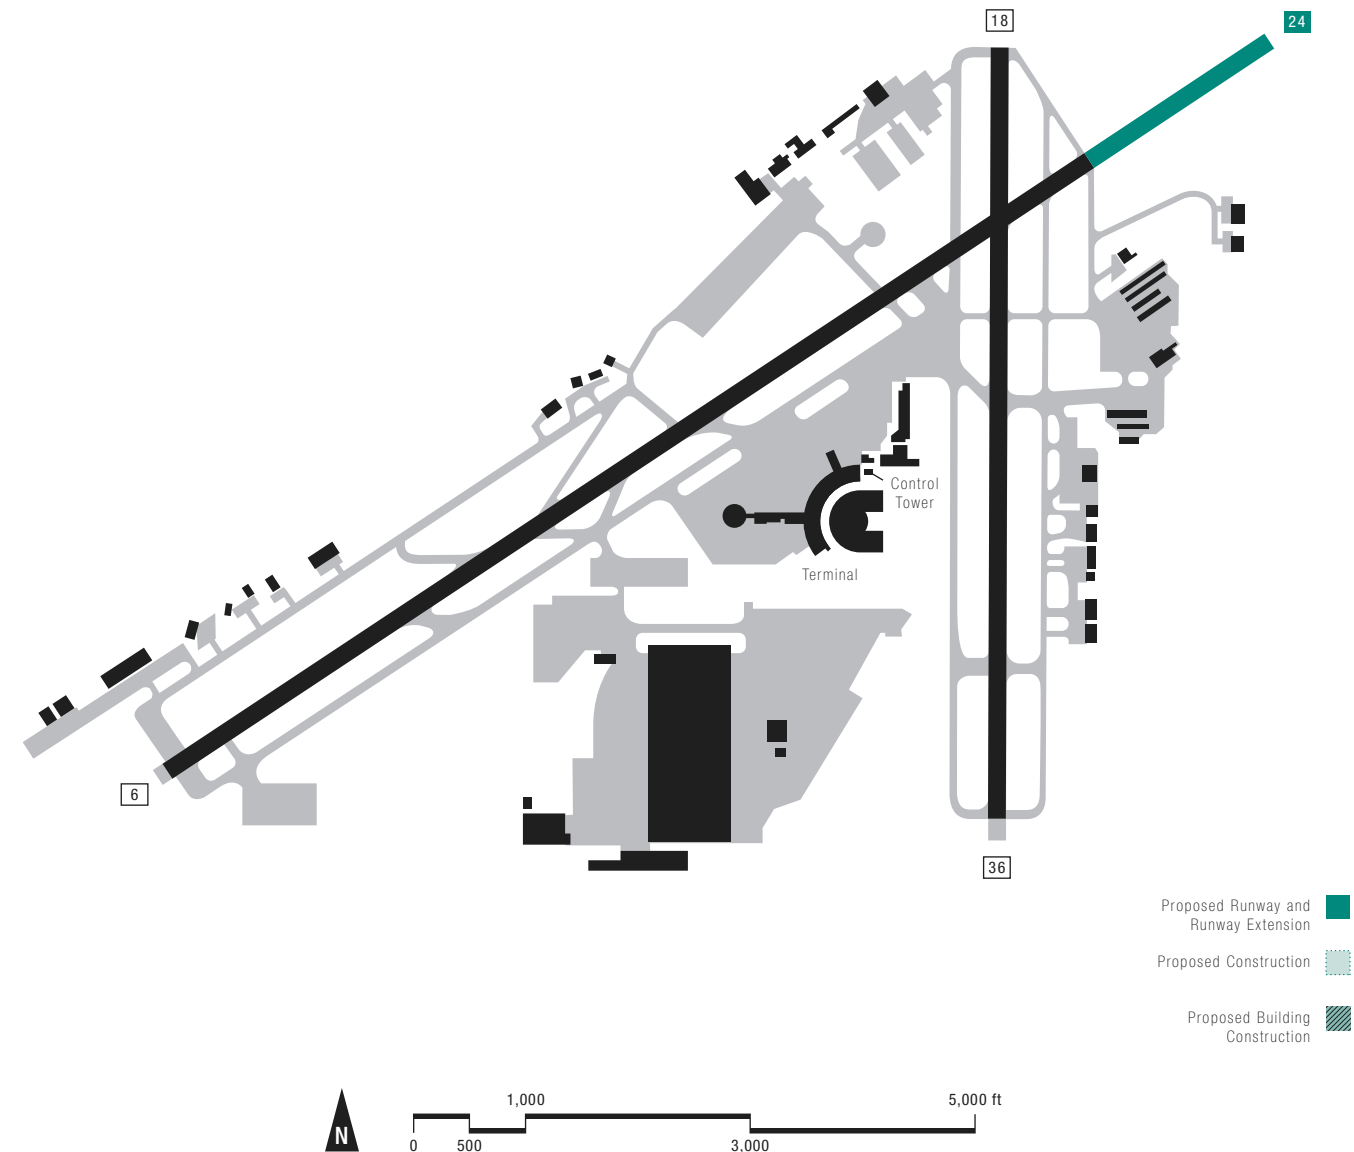 18
24
Control
Tower
Terminal
6
36
Proposed Runway and
Runway Extension
Proposed Construction
Proposed Building
Construction
1,000
5,000 ft
N
0
500
3,000